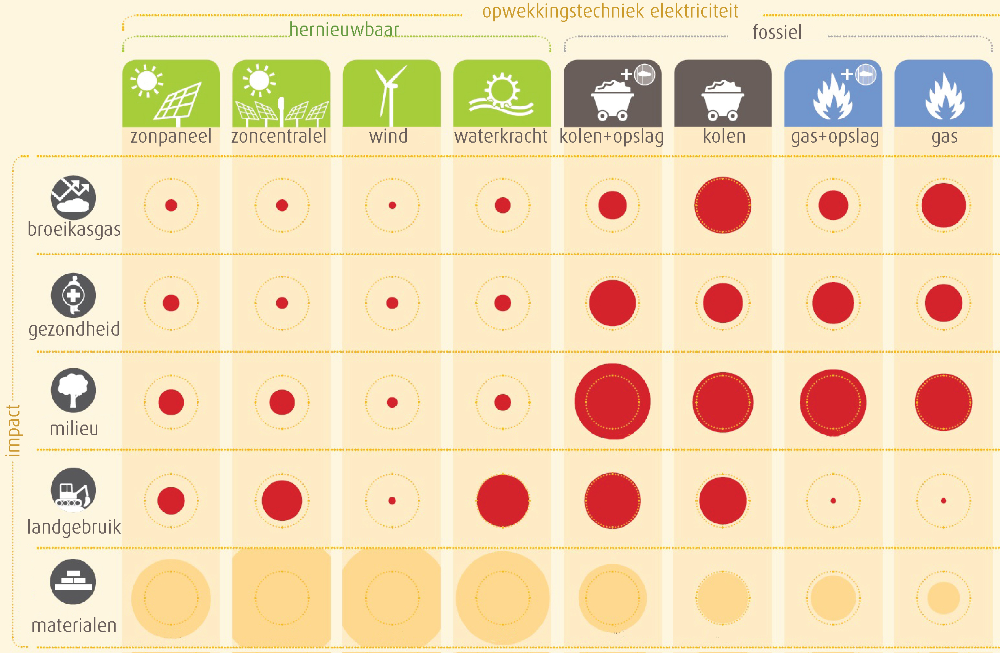 opwekkingstechniek elektriciteit
hernieuwbaar
fossiel
zonpaneel
zoncentralel
wind
waterkracht
kolen+opslag
kolen
gas+opslag
gas
impact
broeikasgas
gezondheid
milieu
landgebruik
materialen